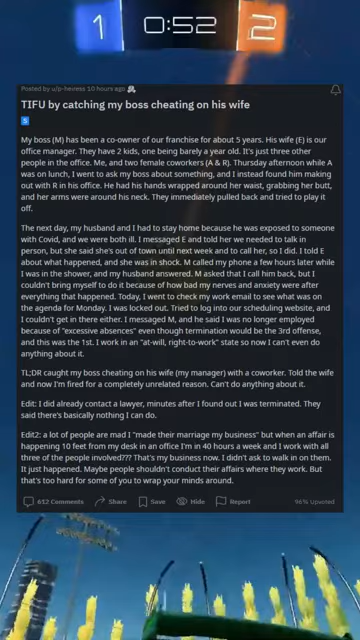 1 0:52 2
Posted by u/p-heiress 10 hours ago
TIFU by catching my boss cheating on his wife
S
My boss (M) has been a co-owner of our franchise for about 5 years. His wife (E) is our
office manager. They have 2 kids, one being barely a year old. It's just three other
people in the office. Me, and two female coworkers (A & R). Thursday afternoon while A
was on lunch, I went to ask my boss about something, and I instead found him making
out with R in his office. He had his hands wrapped around her waist, grabbing her butt,
and her arms were around his neck. They immediately pulled back and tried to play it
off.
The next day, my husband and I had to stay home because he was exposed to someone
with Covid, and we were both ill. I messaged E and told her we needed to talk in
person, but she said she's out of town until next week and to call her, so I did. I told E
about what happened, and she was in shock. M called my phone a few hours later while
I was in the shower, and my husband answered. M asked that I call him back, but I
couldn't bring myself to do it because of how bad my nerves and anxiety were after
everything that happened. Today, I went to check my work email to see what was on
the agenda for Monday. I was locked out. Tried to log into our scheduling website, and
I couldn't get in there either. I messaged M, and he said I was no longer employed
because of "excessive absences" even though termination would be the 3rd offense,
and this was the 1st. I work in an "at-will, right-to-work" state so now I can't even do
anything about it.
TL;DR caught my boss cheating on his wife (my manager) with a coworker. Told the
wife and now I'm fired for a completely unrelated reason. Can't do anything about it.
Edit: I did already contact a lawyer, minutes after I found out I was terminated. They
said there's basically nothing I can do.
Edit2: a lot of people are mad I "made their marriage my business" but when an affair is
happening 10 feet from my desk in an office I'm in 40 hours a week and I work with all
three of the people involved??? That's my business now. I didn't ask to walk in on them.
It just happened. Maybe people shouldn't conduct their affairs where they work. But
that's too hard for some of you to wrap your minds around.
612 Comments Share Save Hide Report 96% Upvoted